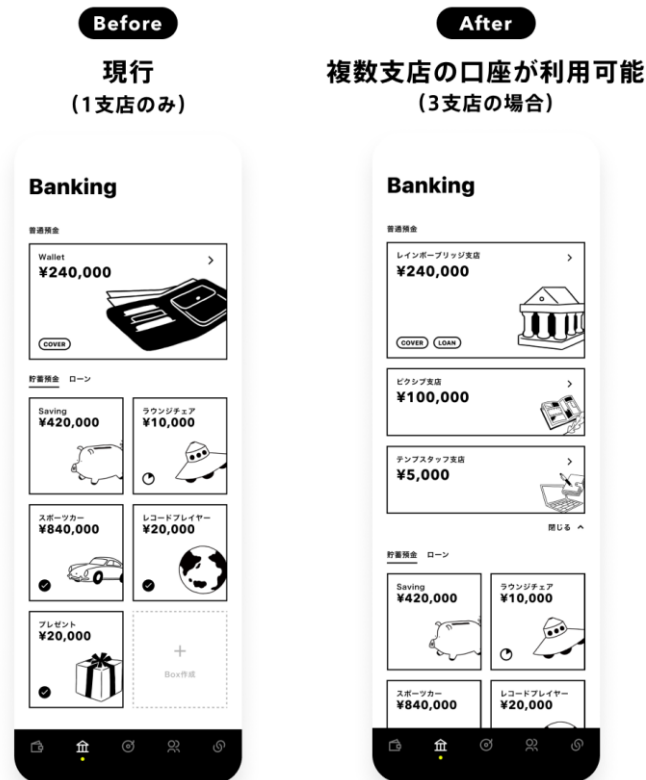 Before
現行
(1支店のみ)
Banking
普通預金
Wallet
¥240,000
COVER
貯蓄預金 ローン
Saving
¥420,000
ラウンジチェア
¥10,000
スポーツカー
¥840,000
レコードプレイヤー
¥20,000
プレゼント
¥20,000
Box作成
After
複数支店の口座が利用可能
(3支店の場合)
Banking
普通預金
レインボーブリッジ支店
¥240,000
COVER LOAN
ピクシブ支店
¥100,000
テンプスタッフ支店
¥5,000
閉じる
貯蓄預金 ローン
Saving
¥420,000
ラウンジチェア
¥10,000
スポーツカー
¥840,000
レコードプレイヤー
¥20,000